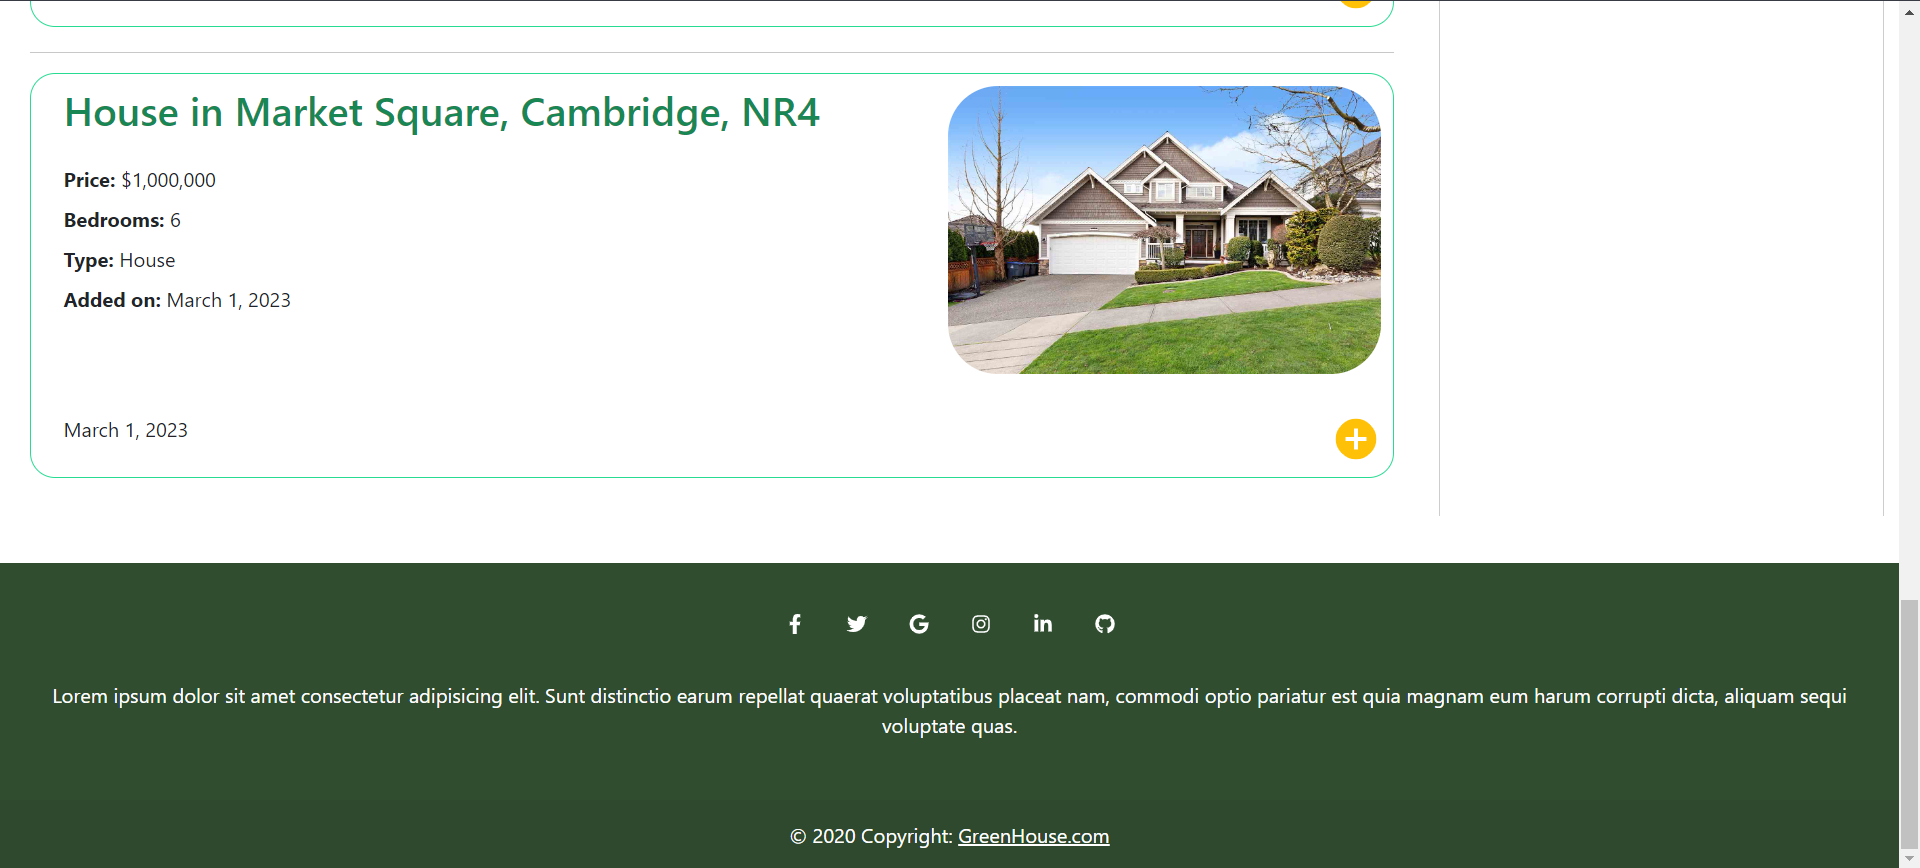 House in Market Square, Cambridge, NR4
Price: $1,000,000
Bedrooms: 6
Type: House
Added on: March 1, 2023
March 1, 2023
Lorem ipsum dolor sit amet consectetur adipisicing elit. Sunt distinctio earum repellat quaerat voluptatibus placeat nam, commodi optio pariatur est quia magnam eum harum corrupti dicta, aliquam sequi
voluptate quas.
© 2020 Copyright: GreenHouse.com